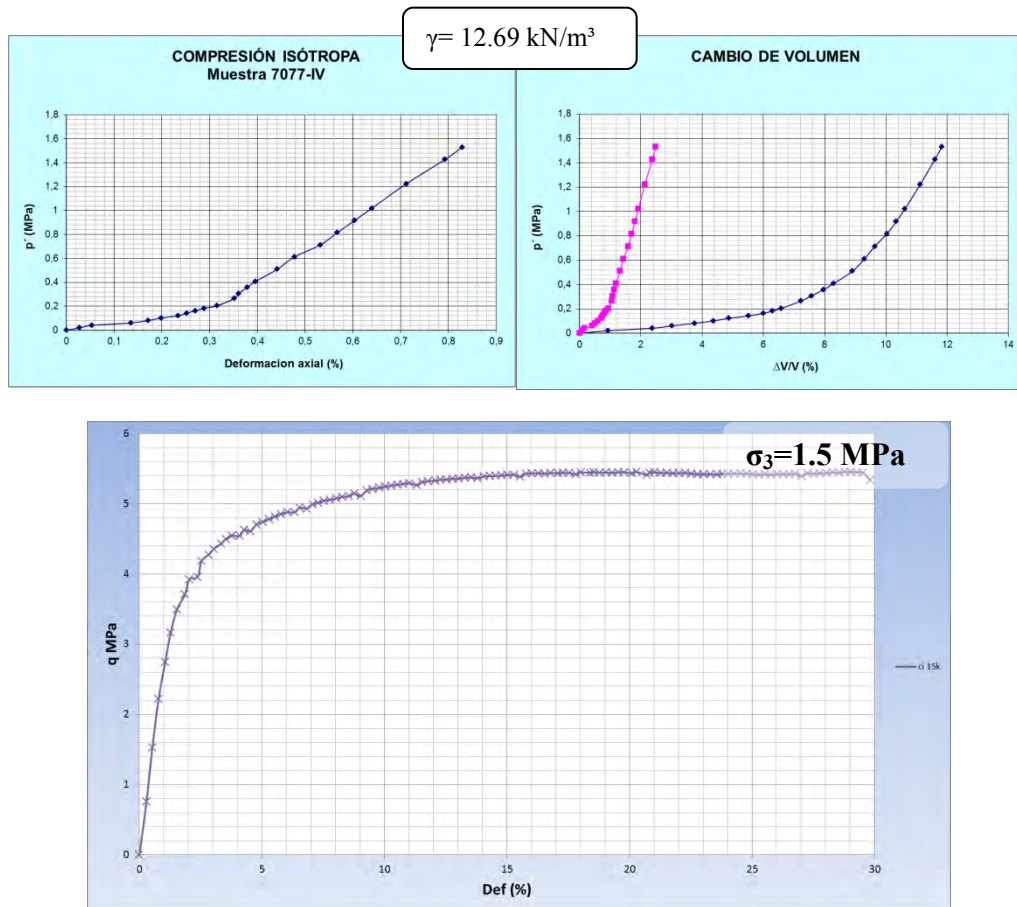 γ= 12.69 kN/m³
COMPRESIÓN ISÓTROPA
Muestra 7077-IV
1,8
1,6
1,4
1,2
1
0,8
0,6
0,4
0,2
0
p´ (MPa)
0 0,1 0,2 0,3 0,4 0,5 0,6 0,7 0,8 0,9
Deformacion axial (%)
CAMBIO DE VOLUMEN
1,8
1,6
1,4
1,2
1
0,8
0,6
0,4
0,2
0
p´ (MPa)
0 2 4 6 8 10 12 14
ΔV/V (%)
σ₃=1.5 MPa
6
5
4
3
2
1
0
q MPa
0 5 10 15 20 25 30
Def (%)
ci 15k